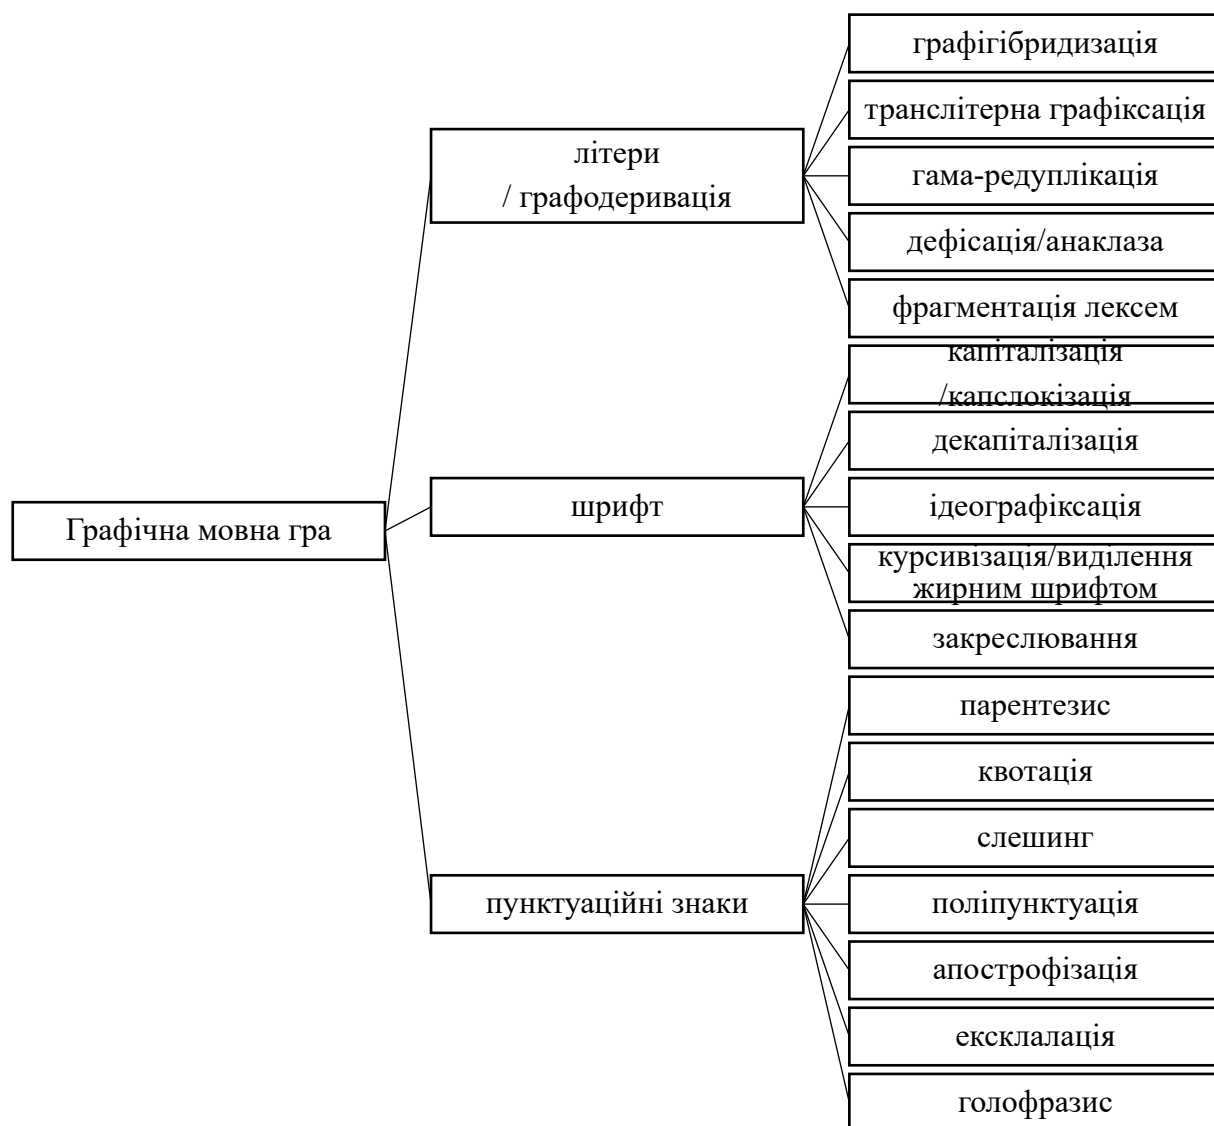 Графічна мовна гра
літери
/ графодеривація
графігібридизація
транслітерна графіксація
гама-редуплікація
дефісація/анаклаза
фрагментація лексем
шрифт
капіталізація
/капслокізація
декапіталізація
ідеографіксація
курсивізація/виділення
жирним шрифтом
закреслювання
пунктуаційні знаки
парентезис
квотація
слешинг
поліпунктуація
апострофізація
ексклалація
голофразис